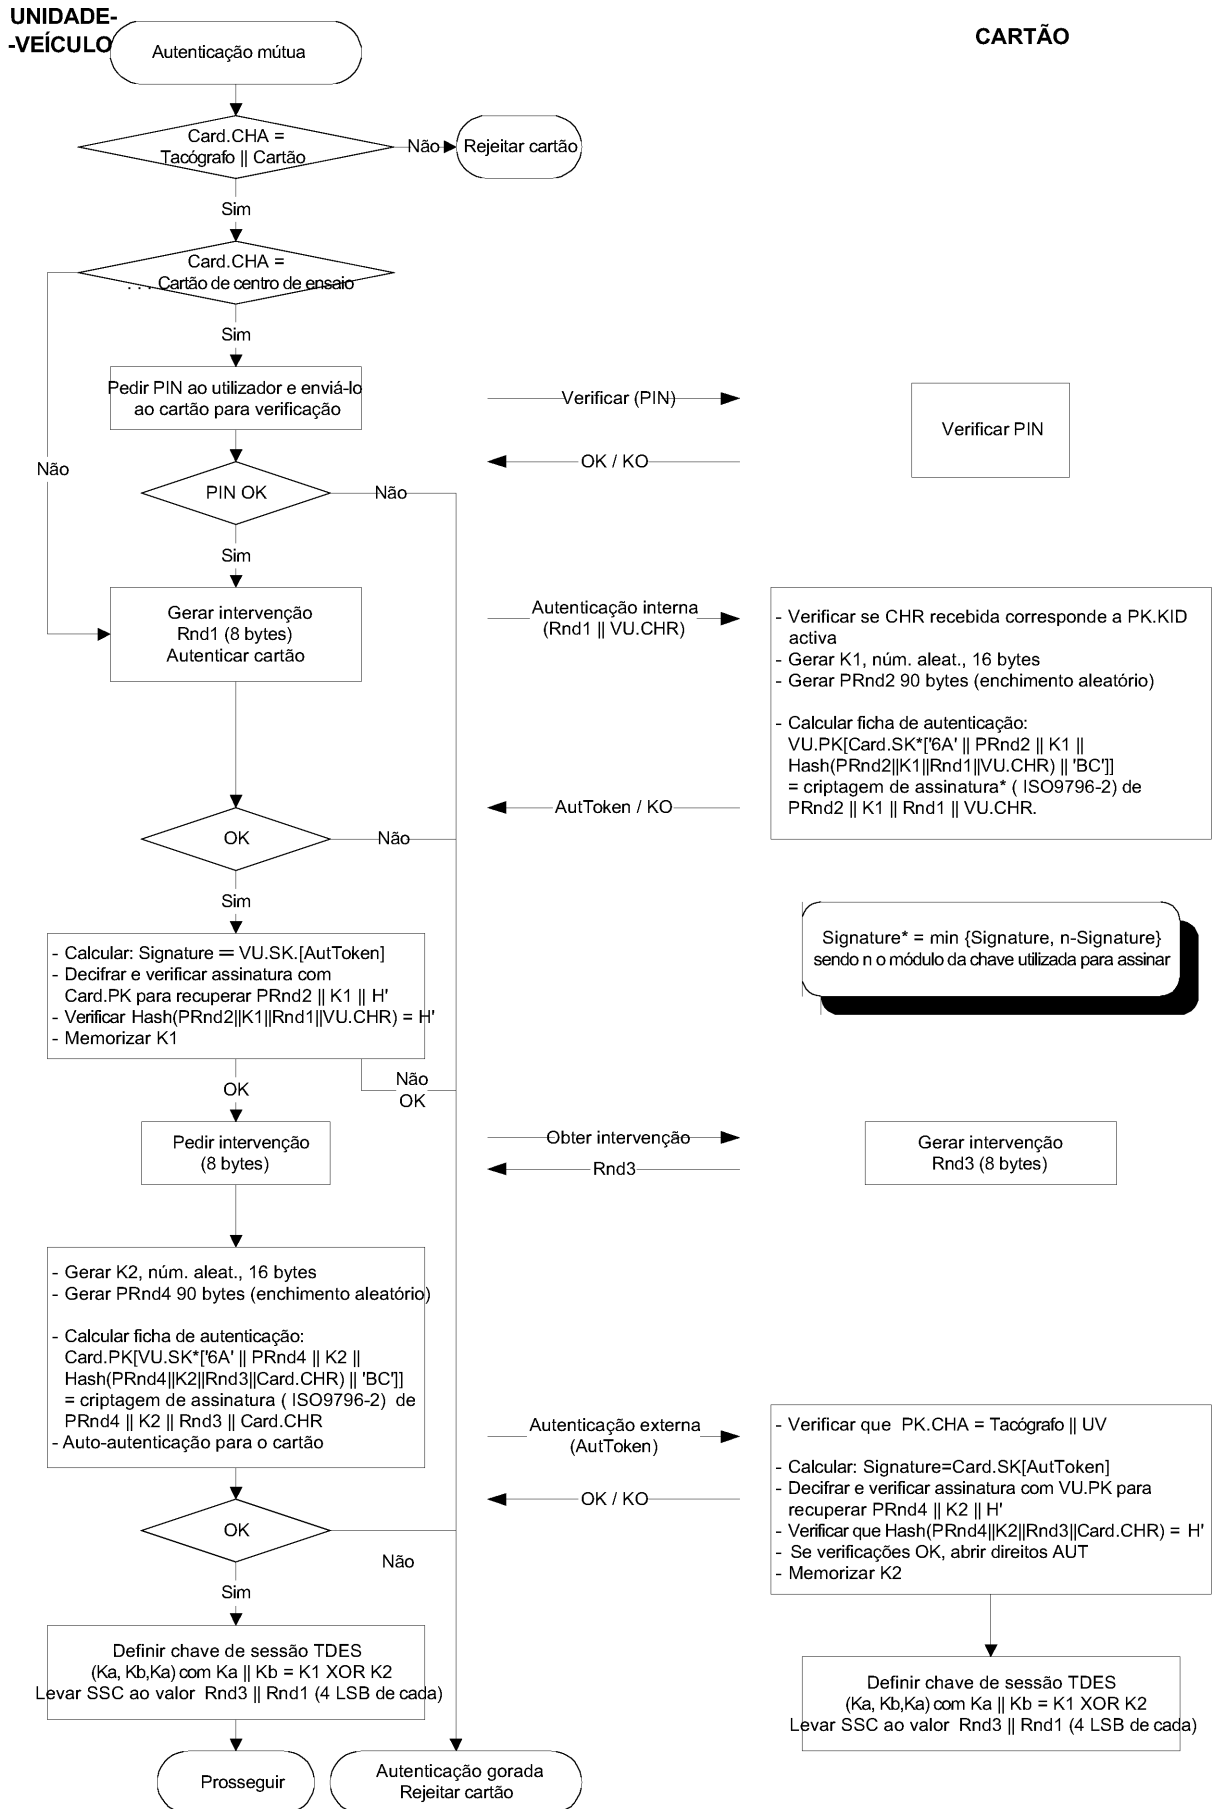 UNIDADE-
-VEÍCULO
CARTÃO
Autenticação mútua
Card.CHA =
Tacógrafo || Cartão
Não
Rejeitar cartão
Sim
Card.CHA =
. . . Cartão de centro de ensaio
Sim
Pedir PIN ao utilizador e enviá-lo
ao cartão para verificação
Verificar (PIN)
Verificar PIN
OK / KO
Não
PIN OK
Não
Sim
Gerar intervenção
Rnd1 (8 bytes)
Autenticar cartão
Autenticação interna
(Rnd1 || VU.CHR)
- Verificar se CHR recebida corresponde a PK.KID
activa
- Gerar K1, núm. aleat., 16 bytes
- Gerar PRnd2 90 bytes (enchimento aleatório)
- Calcular ficha de autenticação:
VU.PK[Card.SK*['6A' || PRnd2 || K1 ||
Hash(PRnd2||K1||Rnd1||VU.CHR) || 'BC']]
= criptagem de assinatura* ( ISO9796-2) de
PRnd2 || K1 || Rnd1 || VU.CHR.
AutToken / KO
OK
Não
Sim
- Calcular: Signature = VU.SK.[AutToken]
- Decifrar e verificar assinatura com
Card.PK para recuperar PRnd2 || K1 || H'
- Verificar Hash(PRnd2||K1||Rnd1||VU.CHR) = H'
- Memorizar K1
Signature* = min {Signature, n-Signature}
sendo n o módulo da chave utilizada para assinar
OK
Não
OK
Pedir intervenção
(8 bytes)
Obter intervenção
Rnd3
Gerar intervenção
Rnd3 (8 bytes)
- Gerar K2, núm. aleat., 16 bytes
- Gerar PRnd4 90 bytes (enchimento aleatório)
- Calcular ficha de autenticação:
Card.PK[VU.SK*['6A' || PRnd4 || K2 ||
Hash(PRnd4||K2||Rnd3||Card.CHR) || 'BC']]
= criptagem de assinatura ( ISO9796-2) de
PRnd4 || K2 || Rnd3 || Card.CHR
- Auto-autenticação para o cartão
Autenticação externa
(AutToken)
OK / KO
- Verificar que PK.CHA = Tacógrafo || UV
- Calcular: Signature=Card.SK[AutToken]
- Decifrar e verificar assinatura com VU.PK para
recuperar PRnd4 || K2 || H'
- Verificar que Hash(PRnd4||K2||Rnd3||Card.CHR) = H'
- Se verificações OK, abrir direitos AUT
- Memorizar K2
OK
Não
Sim
Definir chave de sessão TDES
(Ka, Kb,Ka) com Ka || Kb = K1 XOR K2
Levar SSC ao valor Rnd3 || Rnd1 (4 LSB de cada)
Definir chave de sessão TDES
(Ka, Kb,Ka) com Ka || Kb = K1 XOR K2
Levar SSC ao valor Rnd3 || Rnd1 (4 LSB de cada)
Prosseguir
Autenticação gorada
Rejeitar cartão